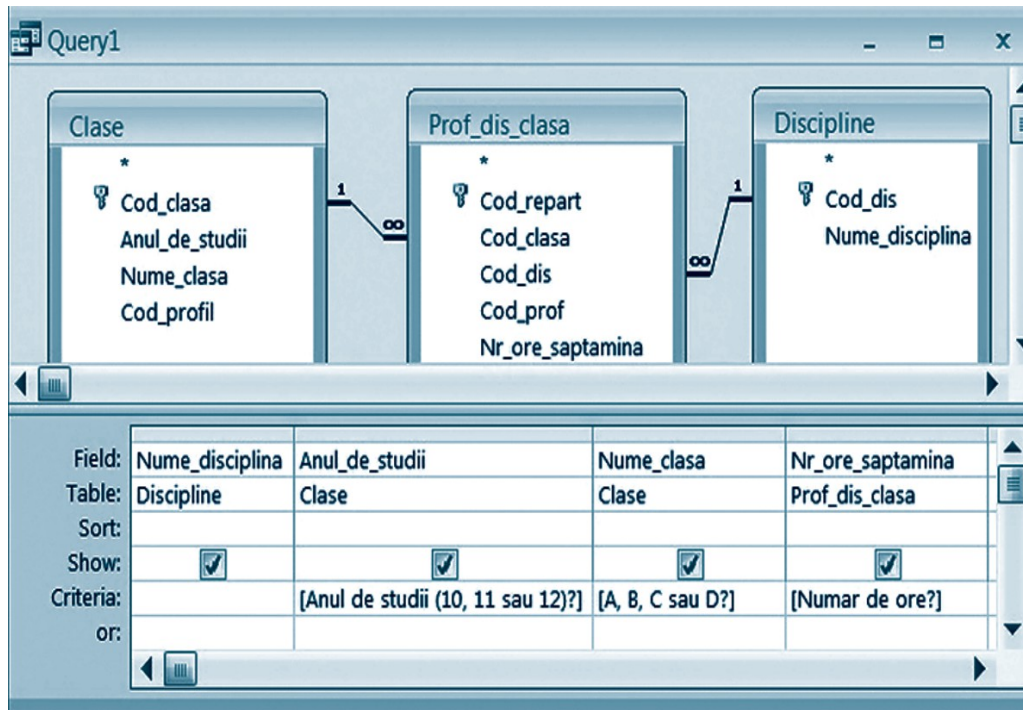 Query1
Clase
*
Cod_clasa
Anul_de_studii
Nume_clasa
Cod_profil
1
∞
Prof_dis_clasa
*
Cod_repart
Cod_clasa
Cod_dis
Cod_prof
Nr_ore_saptamina
∞
1
Discipline
*
Cod_dis
Nume_disciplina
Field: Nume_disciplina Anul_de_studii Nume_clasa Nr_ore_saptamina
Table: Discipline Clase Clase Prof_dis_clasa
Sort:
Show:
Criteria: [Anul de studii (10, 11 sau 12)?] [A, B, C sau D?] [Numar de ore?]
or: